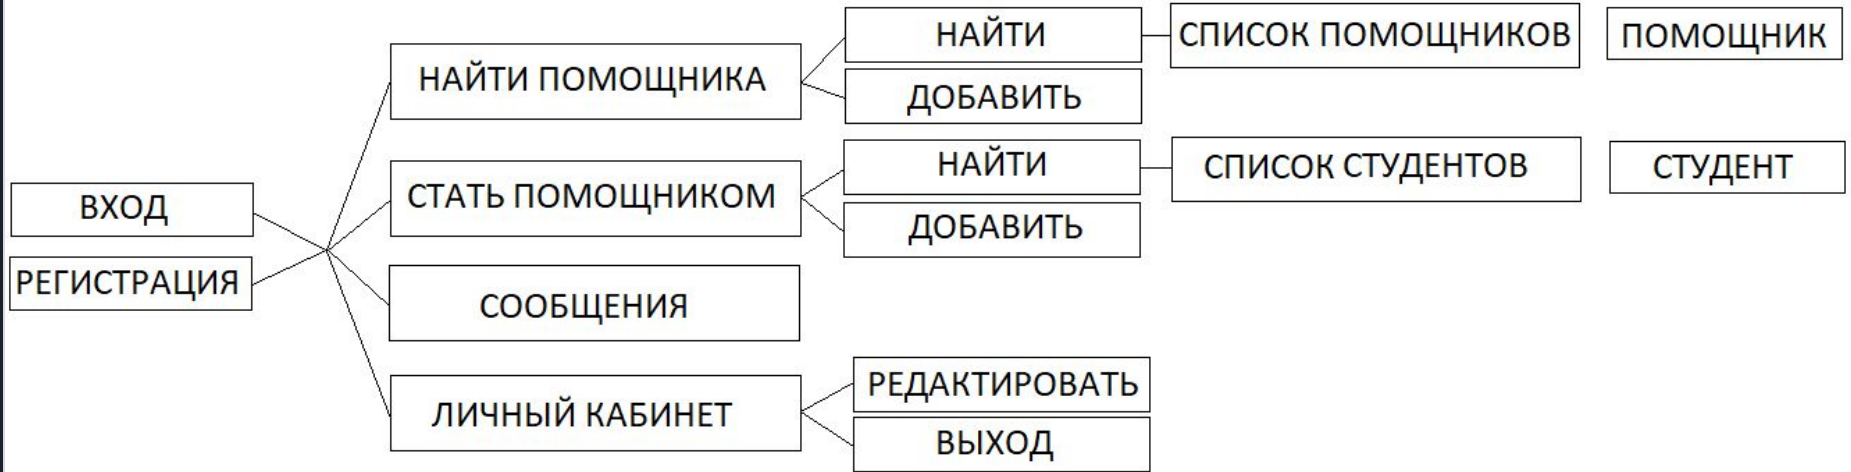 ВХОД
РЕГИСТРАЦИЯ
НАЙТИ ПОМОЩНИКА
СТАТЬ ПОМОЩНИКОМ
СООБЩЕНИЯ
ЛИЧНЫЙ КАБИНЕТ
НАЙТИ
ДОБАВИТЬ
НАЙТИ
ДОБАВИТЬ
РЕДАКТИРОВАТЬ
ВЫХОД
СПИСОК ПОМОЩНИКОВ
СПИСОК СТУДЕНТОВ
ПОМОЩНИК
СТУДЕНТ